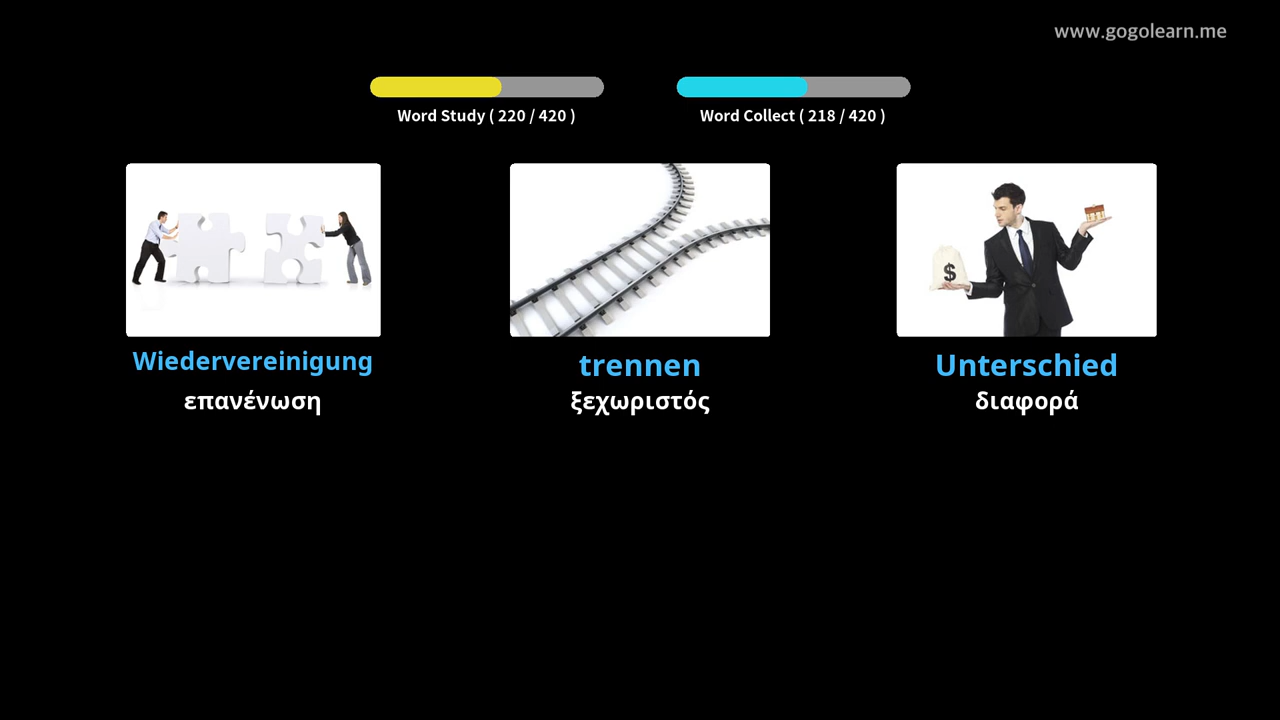 www.gogolearn.me
Word Study ( 220 / 420 )
Word Collect ( 218 / 420 )
$
Wiedervereinigung
trennen
Unterschied
επανένωση
ξεχωριστός
διαφορά